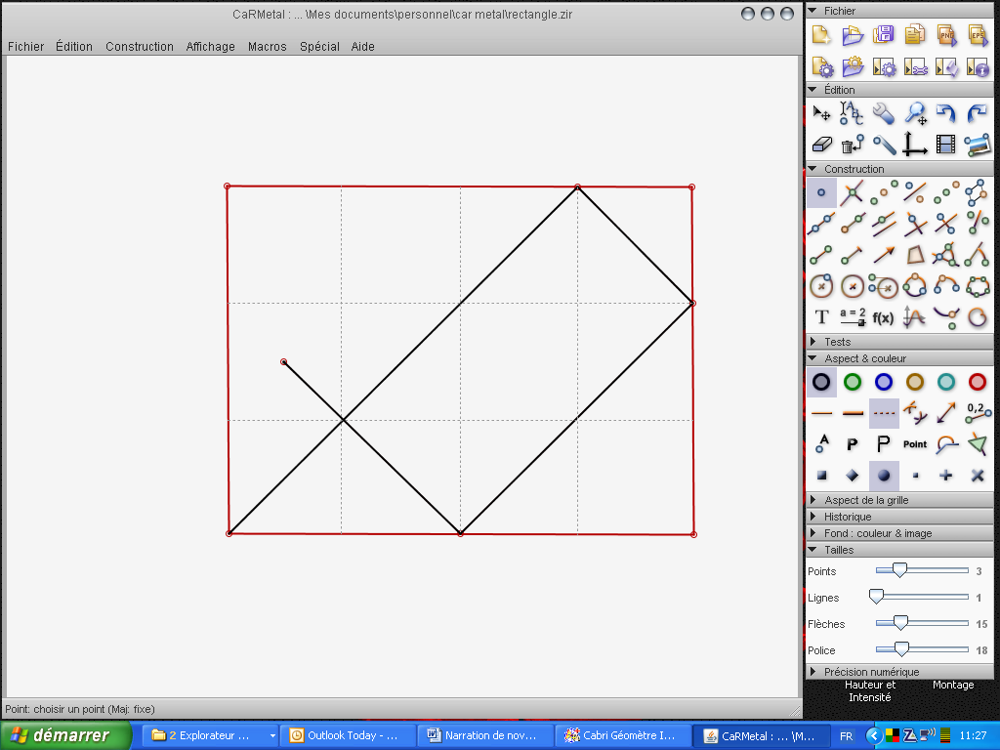 CaRMetal : ... \Mes documents\personnel\car metal\rectangle.zir
Fichier Édition Construction Affichage Macros Spécial Aide
Fichier
PNG EPS
Édition
ABC
Construction
T a = 2 f(x)
Tests
Aspect & couleur
0,2
A P P Point
Aspect de la grille
Historique
Fond : couleur & image
Tailles
Points 3
Lignes 1
Flèches 15
Police 18
Précision numérique
Hauteur et Intensité
Montage
Point: choisir un point (Maj: fixe)
démarrer
2 Explorateur ...
Outlook Today - ...
Narration de nov...
Cabri Géomètre I...
CaRMetal : ... \M...
FR
11:27